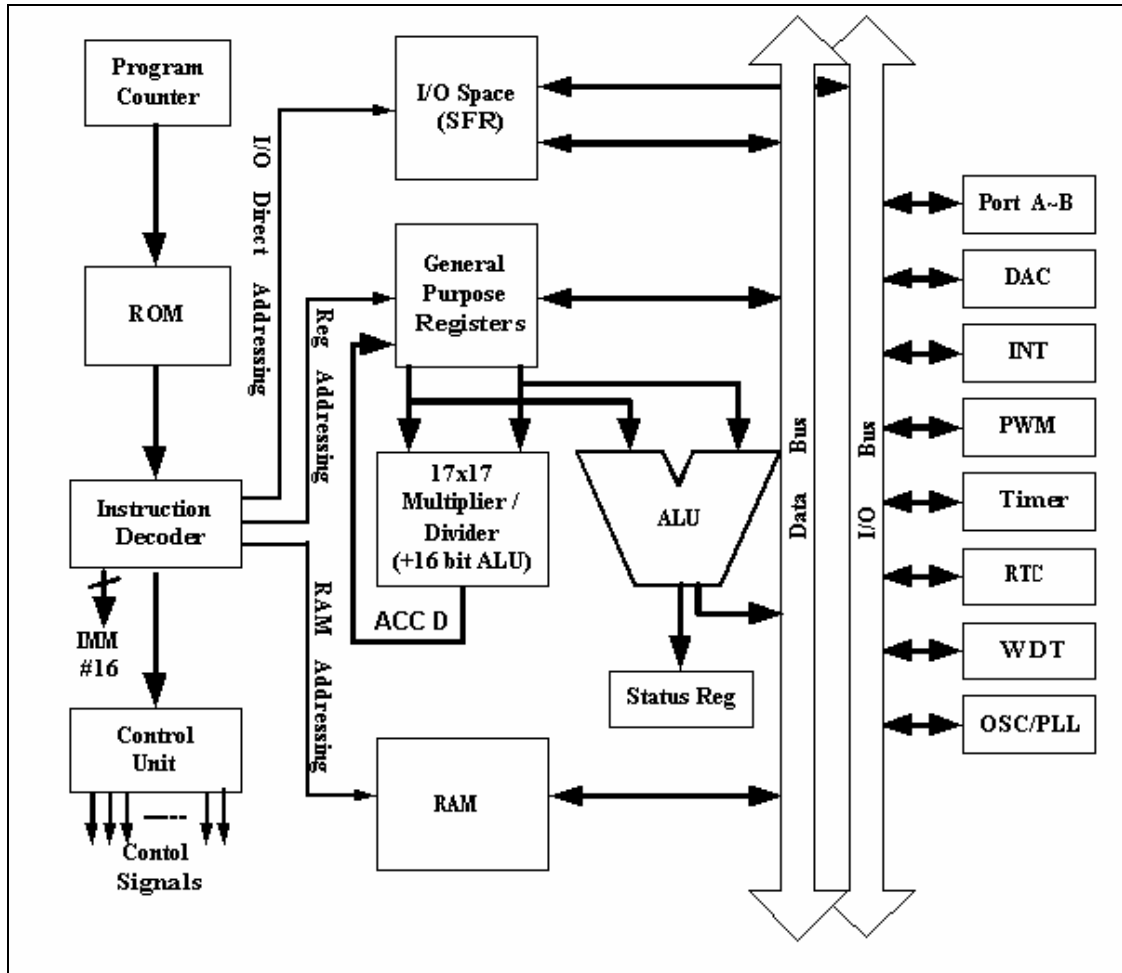 Program
Counter
ROM
Instruction
Decoder
IMM
#16
Control
Unit
-----
Contol
Signals
I/O Direct Addressing
Reg Addressing
RAM Addressing
I/O Space
(SFR)
General
Purpose
Registers
17x17
Multiplier /
Divider
(+16 bit ALU)
ACC D
ALU
Status Reg
RAM
Data Bus
I/O Bus
Port A~B
DAC
INT
PWM
Timer
RTC
WDT
OSC/PLL